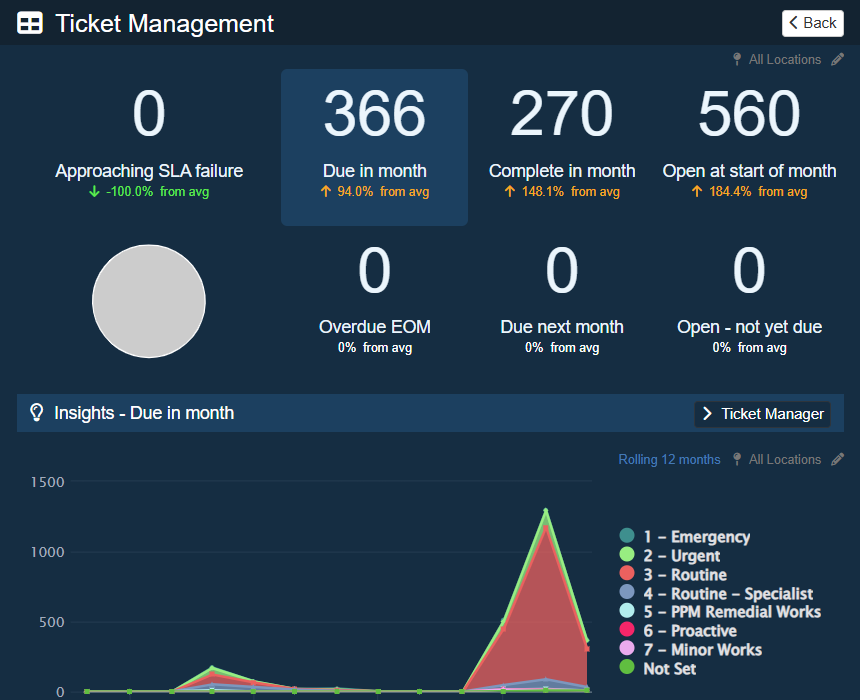 Ticket Management
Back
All Locations
0
Approaching SLA failure
-100.0% from avg
366
Due in month
94.0% from avg
270
Complete in month
148.1% from avg
560
Open at start of month
184.4% from avg
0
Overdue EOM
0% from avg
0
Due next month
0% from avg
0
Open - not yet due
0% from avg
Insights - Due in month
Ticket Manager
Rolling 12 months
All Locations
1500
1000
500
0
1 – Emergency
2 – Urgent
3 – Routine
4 – Routine – Specialist
5 – PPM Remedial Works
6 – Proactive
7 – Minor Works
Not Set